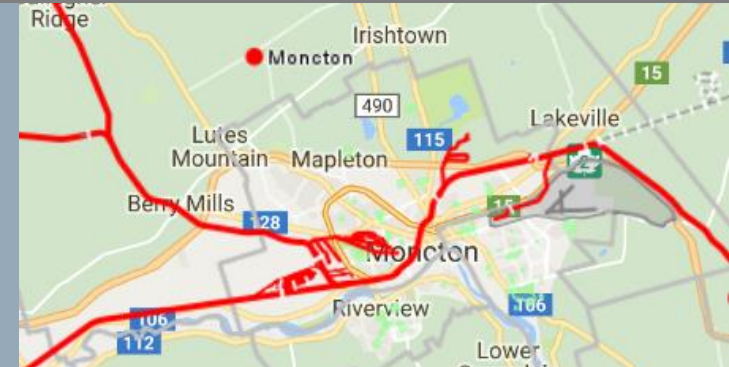 Ridge
Irishtown
Moncton
15
490
Lakeville
115
Lutes
Mountain
Mapleton
Berry Mills
15
128
Moncton
Riverview
106
106
112
Lower